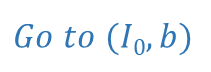 Go to (I₀, b)